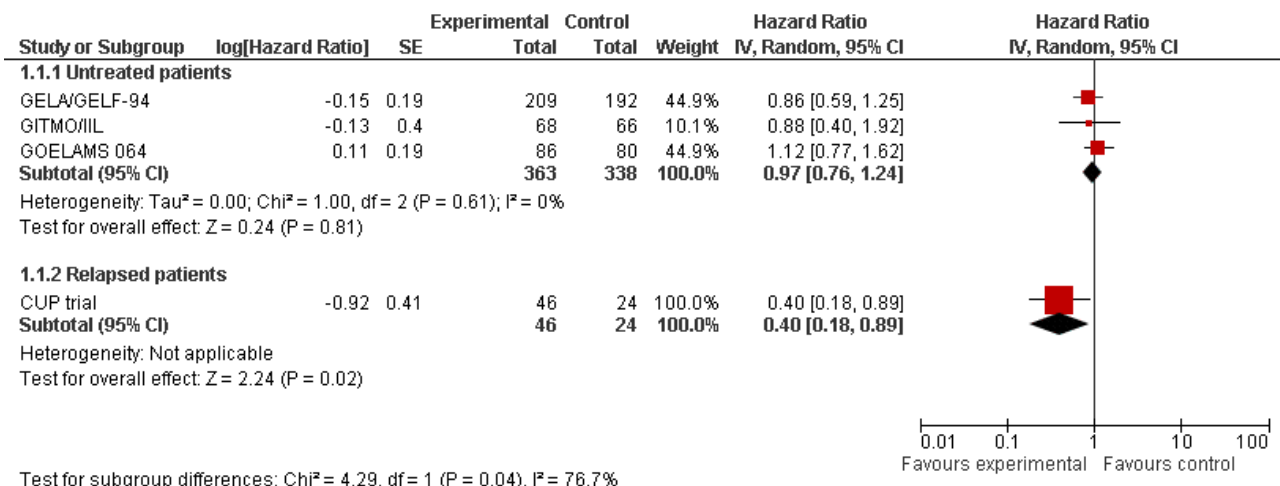 Experimental Control Hazard Ratio Hazard Ratio
Study or Subgroup log[Hazard Ratio] SE Total Total Weight IV, Random, 95% CI IV, Random, 95% CI
1.1.1 Untreated patients
GELA/GELF-94 -0.15 0.19 209 192 44.9% 0.86 [0.59, 1.25]
GITMO/IIL -0.13 0.4 68 66 10.1% 0.88 [0.40, 1.92]
GOELAMS 064 0.11 0.19 86 80 44.9% 1.12 [0.77, 1.62]
Subtotal (95% CI) 363 338 100.0% 0.97 [0.76, 1.24]
Heterogeneity: Tau² = 0.00; Chi² = 1.00, df = 2 (P = 0.61); I² = 0%
Test for overall effect: Z = 0.24 (P = 0.81)
1.1.2 Relapsed patients
CUP trial -0.92 0.41 46 24 100.0% 0.40 [0.18, 0.89]
Subtotal (95% CI) 46 24 100.0% 0.40 [0.18, 0.89]
Heterogeneity: Not applicable
Test for overall effect: Z = 2.24 (P = 0.02)
0.01 0.1 1 10 100
Favours experimental Favours control
Test for subgroup differences: Chi² = 4.29, df = 1 (P = 0.04), I² = 76.7%